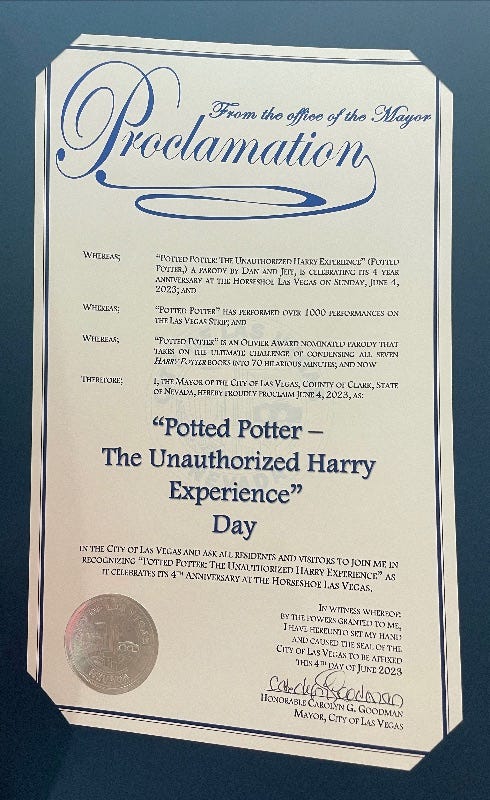 From the office of the Mayor
Proclamation
WHEREAS; "POTTED POTTER: THE UNAUTHORIZED HARRY EXPERIENCE" (POTTED
POTTER,) A PARODY BY DAN AND JEFF, IS CELEBRATING ITS 4 YEAR
ANNIVERSARY AT THE HORSESHOE LAS VEGAS ON SUNDAY, JUNE 4,
2023; AND
WHEREAS; "POTTED POTTER" HAS PERFORMED OVER 1000 PERFORMANCES ON
THE LAS VEGAS STRIP; AND
WHEREAS; "POTTED POTTER" IS AN OLIVIER AWARD NOMINATED PARODY THAT
TAKES ON THE ULTIMATE CHALLENGE OF CONDENSING ALL SEVEN
HARRY POTTER BOOKS INTO 70 HILARIOUS MINUTES; AND NOW
THERETORE; I, THE MAYOR OF THE CITY OF LAS VEGAS, COUNTY OF CLARK, STATE
OF NEVADA, HEREBY PROUDLY PROCLAIM JUNE 4, 2023, AS:
"Potted Potter –
The Unauthorized Harry
Experience"
Day
IN THE CITY OF LAS VEGAS AND ASK ALL RESIDENTS AND VISITORS TO JOIN ME IN
RECOGNIZING "POTTED POTTER: THE UNAUTHORIZED HARRY EXPERIENCE" AS
IT CELEBRATES ITS 4TH ANNIVERSARY AT THE HORSESHOE LAS VEGAS.
IN WITNESS WHEREOF:
BY THE POWERS GRANTED TO ME,
I HAVE HEREUNTO SET MY HAND
AND CAUSED THE SEAL OF THE
CITY OF LAS VEGAS TO BE AFFIXED
THIS 4TH DAY OF JUNE 2023
Carolyn G. Goodman
HONORABLE CAROLYN G. GOODMAN
MAYOR, CITY OF LAS VEGAS